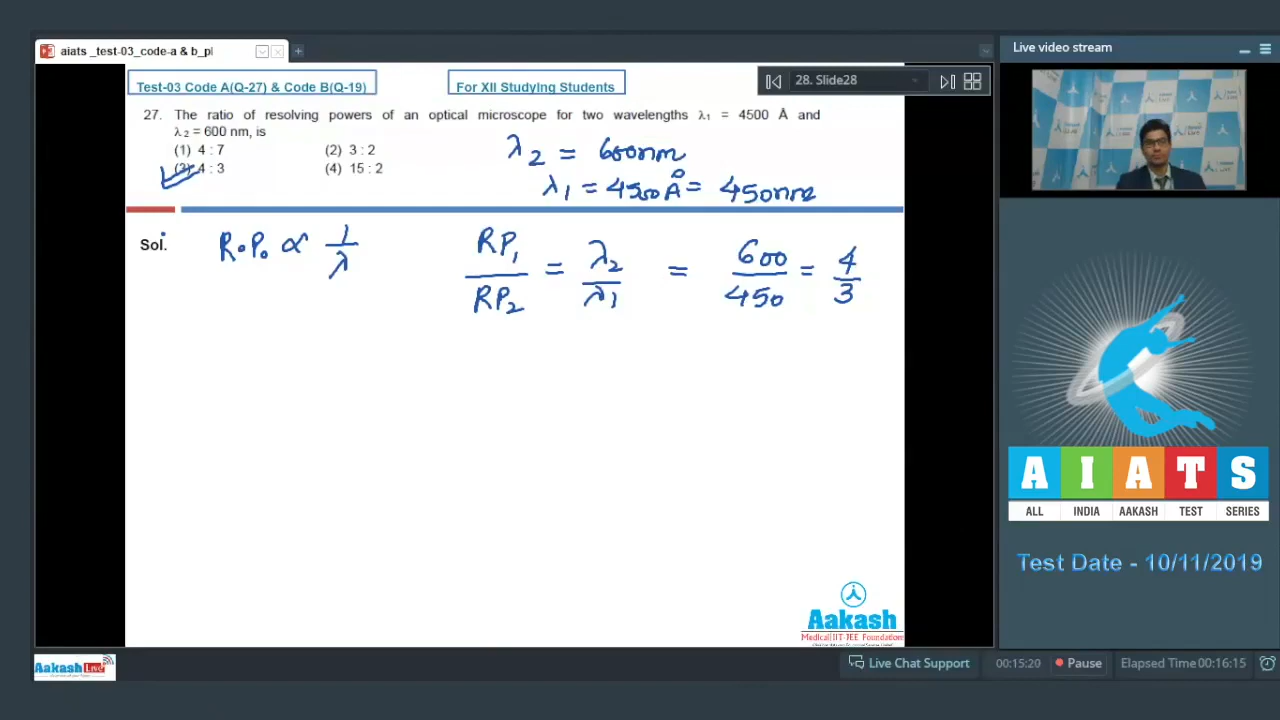 aiats _test-03_code-a & b_pl
Live video stream
28. Slide28
Test-03 Code A(Q-27) & Code B(Q-19)
For XII Studying Students
27. The ratio of resolving powers of an optical microscope for two wavelengths λ1 = 4500 Å and
λ2 = 600 nm, is
(1) 4 : 7 (2) 3 : 2
(3) 4 : 3 (4) 15 : 2
λ2 = 600nm
λ1 = 4500Å = 450nm
Sol.
R.P. ∝ 1/λ
RP1/RP2 = λ2/λ1 = 600/450 = 4/3
A I A T S
ALL INDIA AAKASH TEST SERIES
Test Date - 10/11/2019
Aakash
Medical|IIT-JEE|Foundations
Aakash Live
Live Chat Support
00:15:20
Pause
Elapsed Time 00:16:15